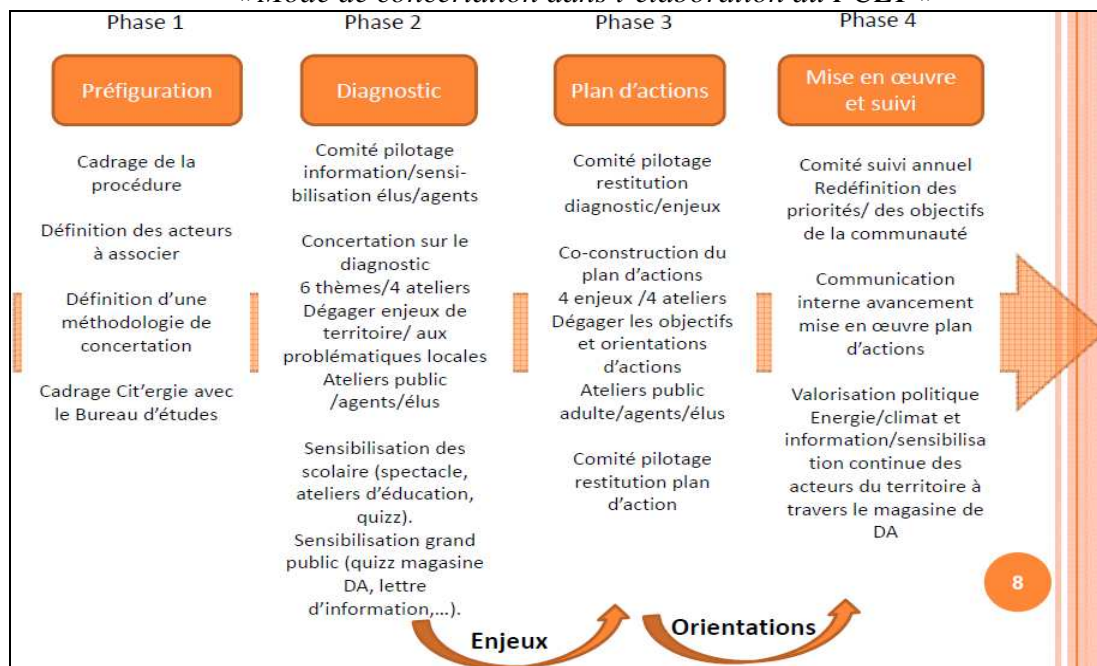 « Mode de concertation dans l'élaboration du PCET »
Phase 1
Préfiguration
Cadrage de la
procédure
Définition des acteurs
à associer
Définition d'une
méthodologie de
concertation
Cadrage Cit'ergie avec
le Bureau d'études
Phase 2
Diagnostic
Comité pilotage
information/sensi-
bilisation élus/agents
Concertation sur le
diagnostic
6 thèmes/4 ateliers
Dégager enjeux de
territoire/ aux
problématiques locales
Ateliers public
/agents/élus
Sensibilisation des
scolaire (spectacle,
ateliers d'éducation,
quizz).
Sensibilisation grand
public (quizz magasine
DA, lettre
d'information,...).
Phase 3
Plan d'actions
Comité pilotage
restitution
diagnostic/enjeux
Co-construction du
plan d'actions
4 enjeux /4 ateliers
Dégager les objectifs
et orientations
d'actions
Ateliers public
adulte/agents/élus
Comité pilotage
restitution plan
d'action
Phase 4
Mise en œuvre
et suivi
Comité suivi annuel
Redéfinition des
priorités/ des objectifs
de la communauté
Communication
interne avancement
mise en œuvre plan
d'actions
Valorisation politique
Energie/climat et
information/sensibilisa
tion continue des
acteurs du territoire à
travers le magasine de
DA
Enjeux
Orientations
8